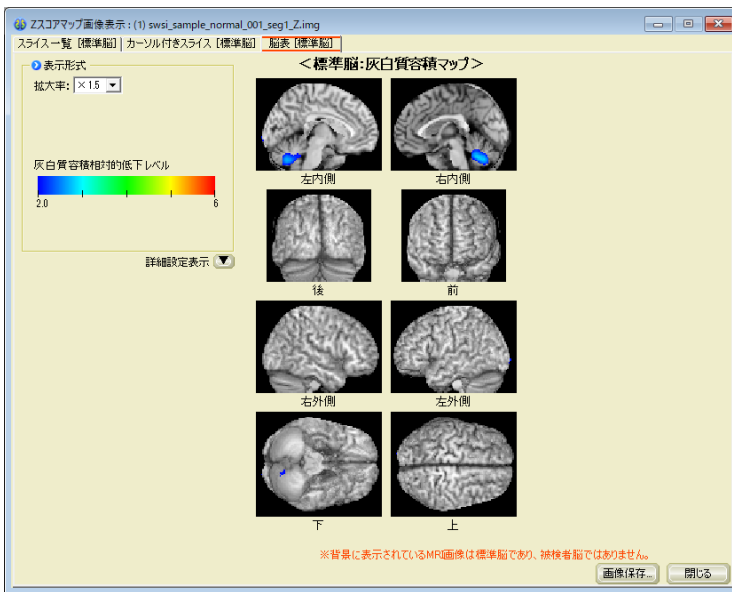 Zスコアマップ画像表示 : (1) swsi_sample_normal_001_seg1_Z.img
スライス一覧 [標準脳] カーソル付きスライス [標準脳] 脳表 [標準脳]
表示形式
拡大率: ×1.5
灰白質容積相対的低下レベル
2.0 6
詳細設定表示
＜標準脳:灰白質容積マップ＞
左内側 右内側
後 前
右外側 左外側
下 上
※背景に表示されているMRI画像は標準脳であり、被検者脳ではありません。
画像保存... 閉じる